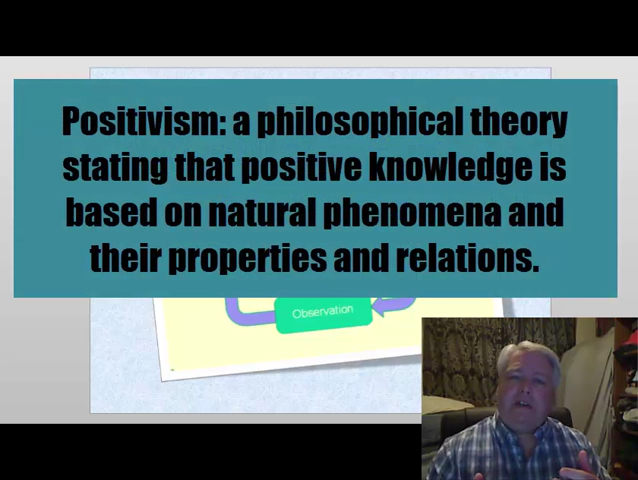 Positivism: a philosophical theory
stating that positive knowledge is
based on natural phenomena and
their properties and relations.
Observation